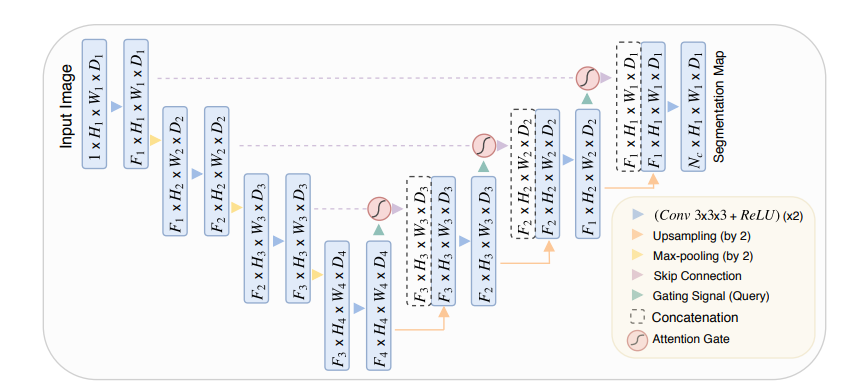 Input Image
1 x H₁ x W₁ x D₁
F₁ x H₁ x W₁ x D₁
F₁ x H₂ x W₂ x D₂
F₂ x H₂ x W₂ x D₂
F₂ x H₃ x W₃ x D₃
F₃ x H₃ x W₃ x D₃
F₃ x H₄ x W₄ x D₄
F₄ x H₄ x W₄ x D₄
F₃ x H₃ x W₃ x D₃
F₃ x H₃ x W₃ x D₃
F₂ x H₃ x W₃ x D₃
F₂ x H₂ x W₂ x D₂
F₂ x H₂ x W₂ x D₂
F₁ x H₂ x W₂ x D₂
F₁ x H₁ x W₁ x D₁
F₁ x H₁ x W₁ x D₁
N꜀ x H₁ x W₁ x D₁
Segmentation Map
(Conv 3x3x3 + ReLU) (x2)
Upsampling (by 2)
Max-pooling (by 2)
Skip Connection
Gating Signal (Query)
Concatenation
Attention Gate